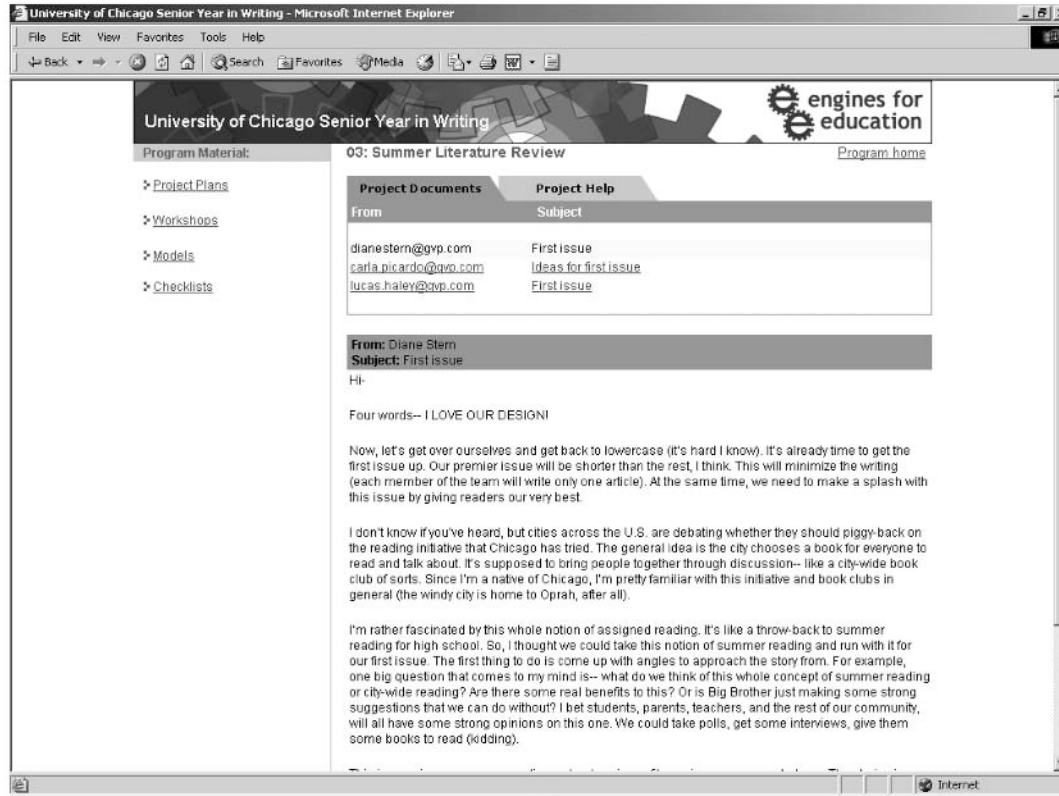 University of Chicago Senior Year in Writing - Microsoft Internet Explorer
File Edit View Favorites Tools Help
Back Search Favorites Media
University of Chicago Senior Year in Writing
engines for
education
Program Material:
03: Summer Literature Review
Program home
Project Plans
Workshops
Models
Checklists
Project Documents Project Help
From Subject
dianestern@gvp.com First issue
carla.picardo@gvp.com Ideas for first issue
lucas.haley@gvp.com First issue
From: Diane Stern
Subject: First issue
Hi-
Four words-- I LOVE OUR DESIGN!
Now, let's get over ourselves and get back to lowercase (it's hard I know). It's already time to get the
first issue up. Our premier issue will be shorter than the rest, I think. This will minimize the writing
(each member of the team will write only one article). At the same time, we need to make a splash with
this issue by giving readers our very best.
I don't know if you've heard, but cities across the U.S. are debating whether they should piggy-back on
the reading initiative that Chicago has tried. The general idea is the city chooses a book for everyone to
read and talk about. It's supposed to bring people together through discussion-- like a city-wide book
club of sorts. Since I'm a native of Chicago, I'm pretty familiar with this initiative and book clubs in
general (the windy city is home to Oprah, after all).
I'm rather fascinated by this whole notion of assigned reading. It's like a throw-back to summer
reading for high school. So, I thought we could take this notion of summer reading and run with it for
our first issue. The first thing to do is come up with angles to approach the story from. For example,
one big question that comes to my mind is-- what do we think of this whole concept of summer reading
or city-wide reading? Are there some real benefits to this? Or is Big Brother just making some strong
suggestions that we can do without? I bet students, parents, teachers, and the rest of our community,
will all have some strong opinions on this one. We could take polls, get some interviews, give them
some books to read (kidding).
Internet